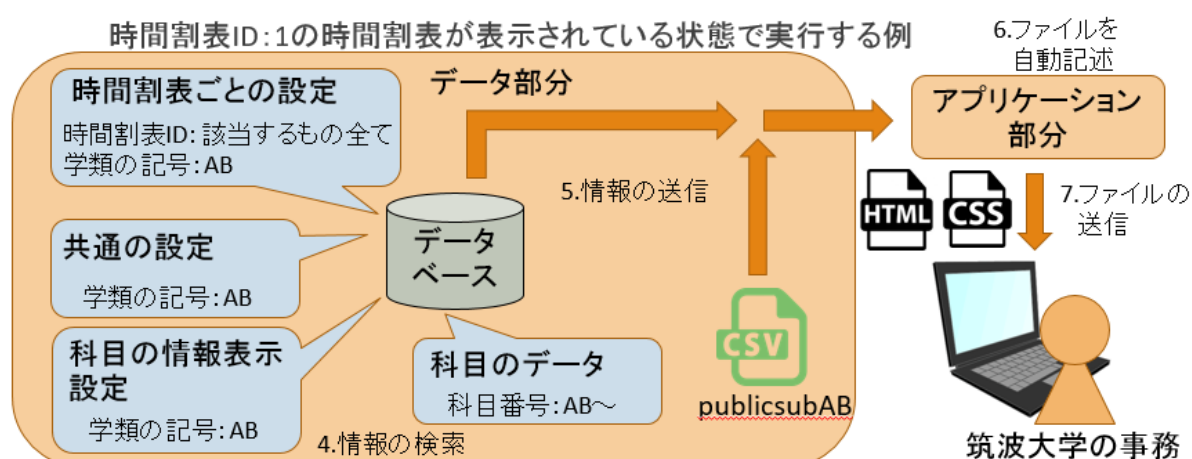 時間割表ID:1の時間割表が表示されている状態で実行する例
6.ファイルを
自動記述
時間割表ごとの設定
時間割表ID:該当するもの全て
学類の記号:AB
データ部分
アプリケーション
部分
5.情報の送信
HTML
CSS
7.ファイルの
送信
共通の設定
学類の記号:AB
データ
ベース
科目の情報表示
設定
学類の記号:AB
科目のデータ
科目番号:AB~
CSV
publicsubAB
4.情報の検索
筑波大学の事務